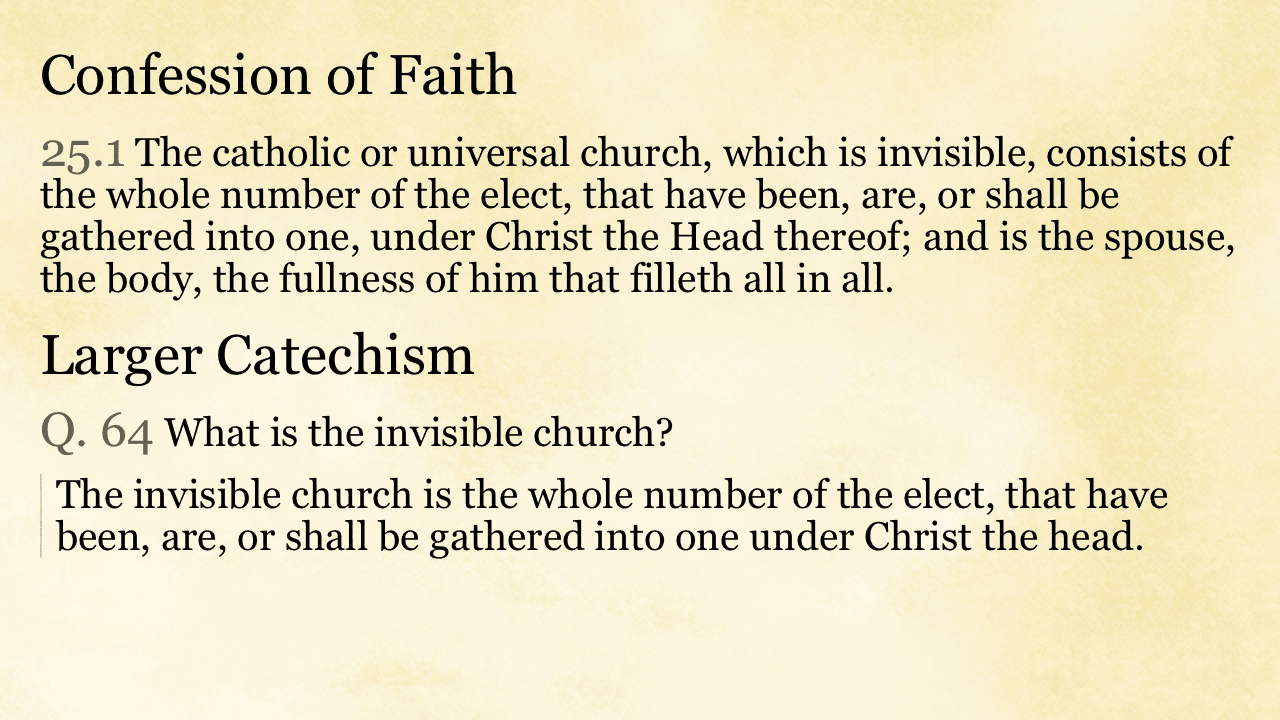 Confession of Faith
25.1 The catholic or universal church, which is invisible, consists of
the whole number of the elect, that have been, are, or shall be
gathered into one, under Christ the Head thereof; and is the spouse,
the body, the fullness of him that filleth all in all.
Larger Catechism
Q. 64 What is the invisible church?
The invisible church is the whole number of the elect, that have
been, are, or shall be gathered into one under Christ the head.